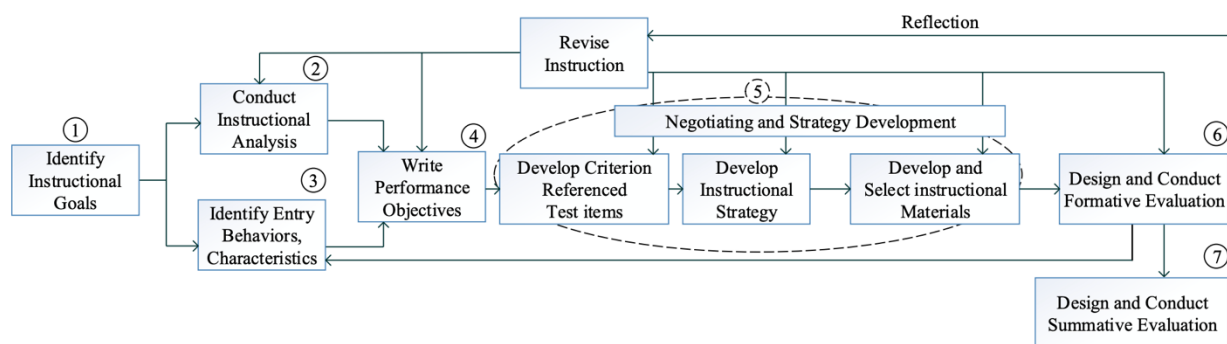 Reflection
Revise
Instruction
②
Conduct
Instructional
Analysis
①
Identify
Instructional
Goals
③
Identify Entry
Behaviors,
Characteristics
④
Write
Performance
Objectives
⑤
Negotiating and Strategy Development
Develop Criterion
Referenced
Test items
Develop
Instructional
Strategy
Develop and
Select instructional
Materials
⑥
Design and Conduct
Formative Evaluation
⑦
Design and Conduct
Summative Evaluation